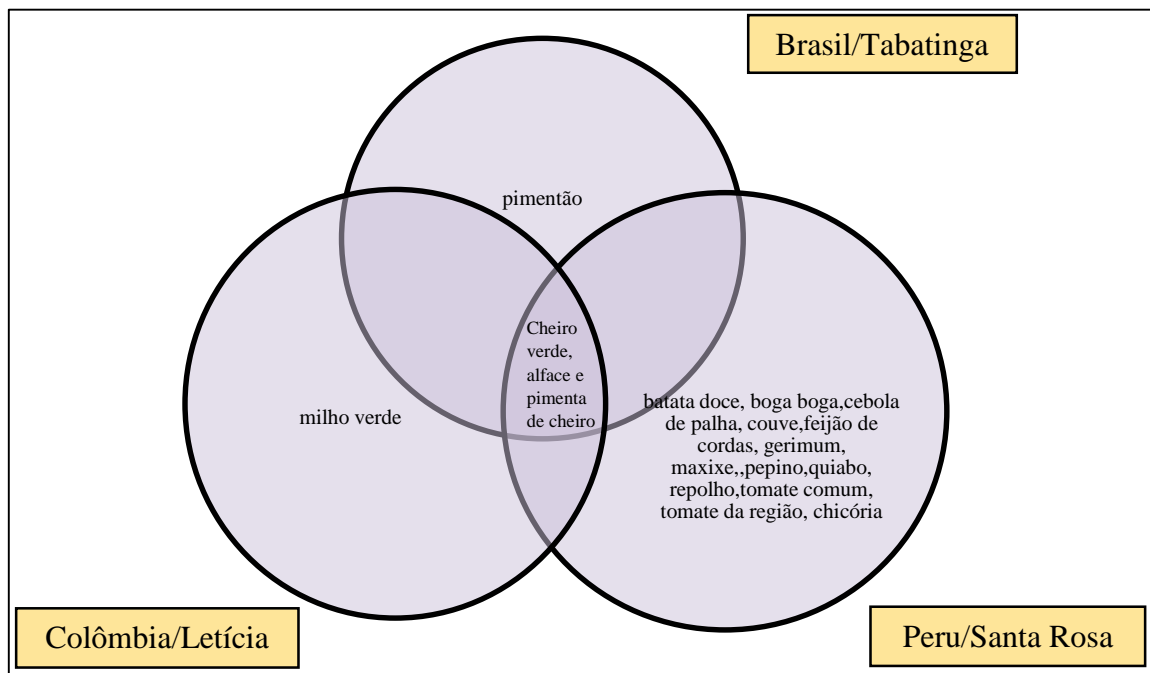 Brasil/Tabatinga
pimentão
Cheiro
verde,
alface e
pimenta
de cheiro
milho verde
batata doce, boga boga,cebola
de palha, couve,feijão de
cordas, gerimum,
maxixe,,pepino,quiabo,
repolho,tomate comum,
tomate da região, chicória
Colômbia/Letícia
Peru/Santa Rosa